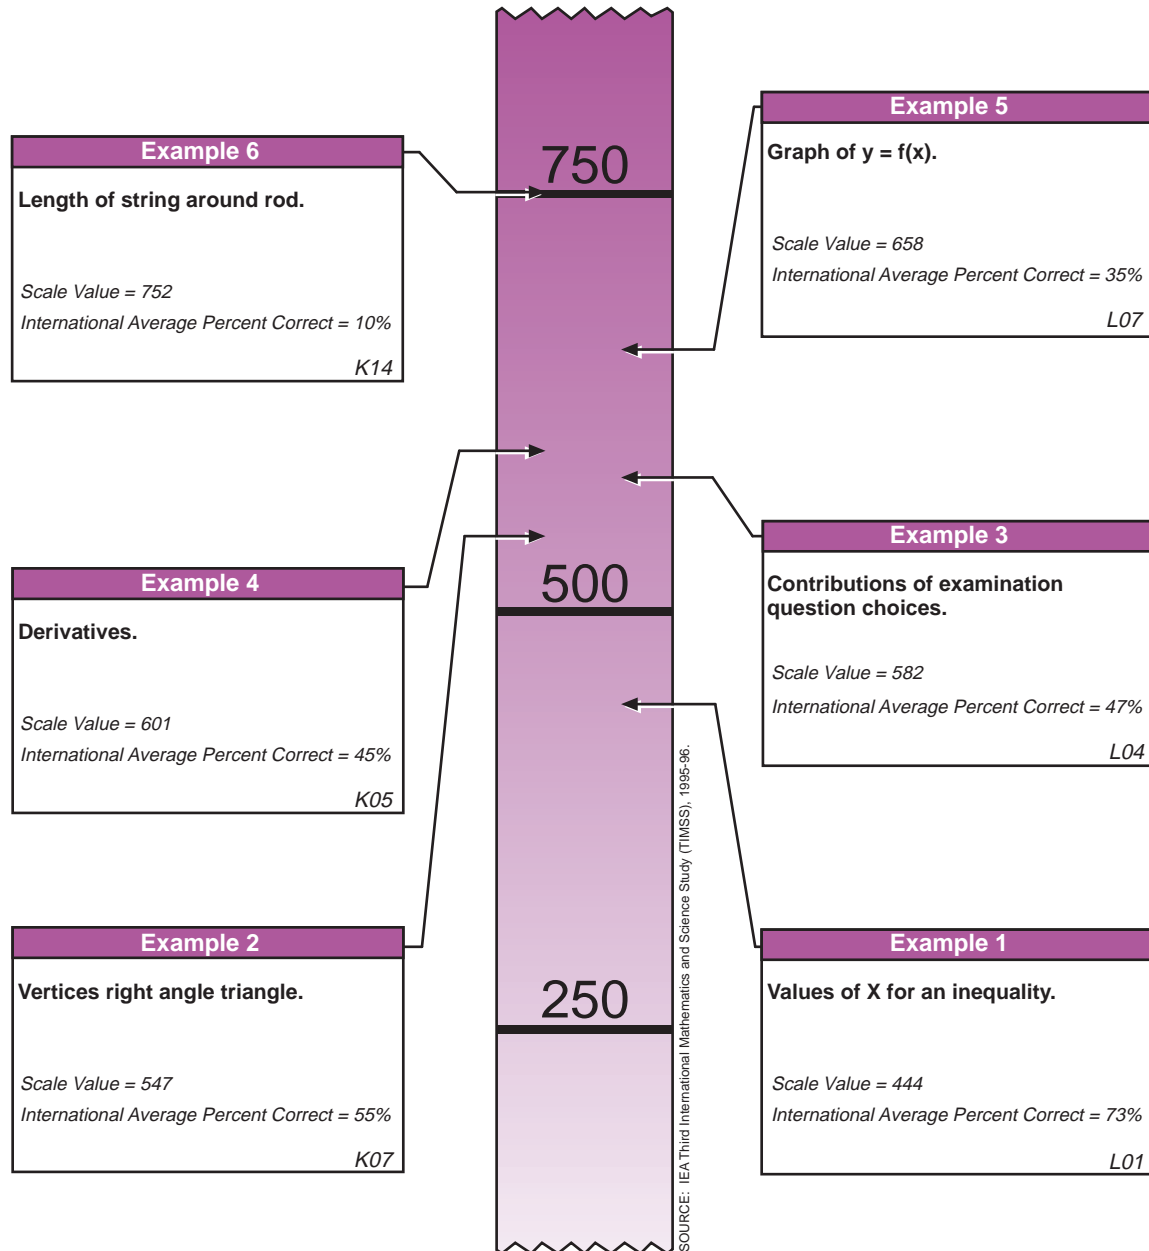 Example 6
Length of string around rod.
Scale Value = 752
International Average Percent Correct = 10%
K14
Example 4
Derivatives.
Scale Value = 601
International Average Percent Correct = 45%
K05
Example 2
Vertices right angle triangle.
Scale Value = 547
International Average Percent Correct = 55%
K07
750
500
250
SOURCE: IEA Third International Mathematics and Science Study (TIMSS), 1995-96.
Example 5
Graph of y = f(x).
Scale Value = 658
International Average Percent Correct = 35%
L07
Example 3
Contributions of examination
question choices.
Scale Value = 582
International Average Percent Correct = 47%
L04
Example 1
Values of X for an inequality.
Scale Value = 444
International Average Percent Correct = 73%
L01